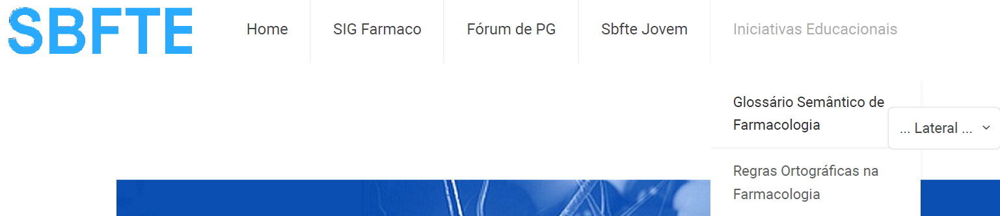 SBFTE
Home
SIG Farmaco
Fórum de PG
Sbfte Jovem
Iniciativas Educacionais
Glossário Semântico de
Farmacologia
... Lateral ...
Regras Ortográficas na
Farmacologia